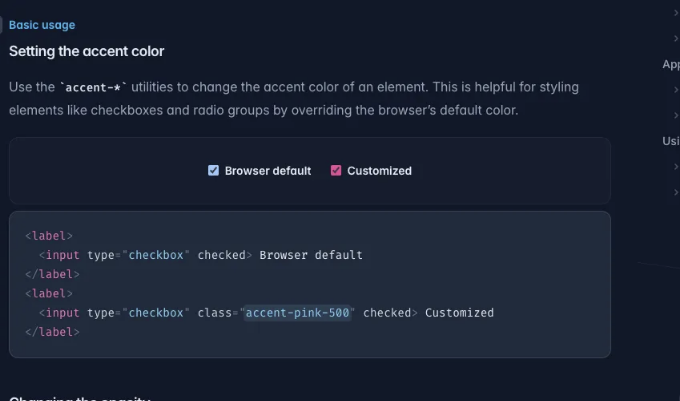 Basic usage
Setting the accent color
Use the `accent-*` utilities to change the accent color of an element. This is helpful for styling
elements like checkboxes and radio groups by overriding the browser’s default color.
Browser default Customized
<label>
<input type="checkbox" checked> Browser default
</label>
<label>
<input type="checkbox" class="accent-pink-500" checked> Customized
</label>
Changing the opacity
App
Usi